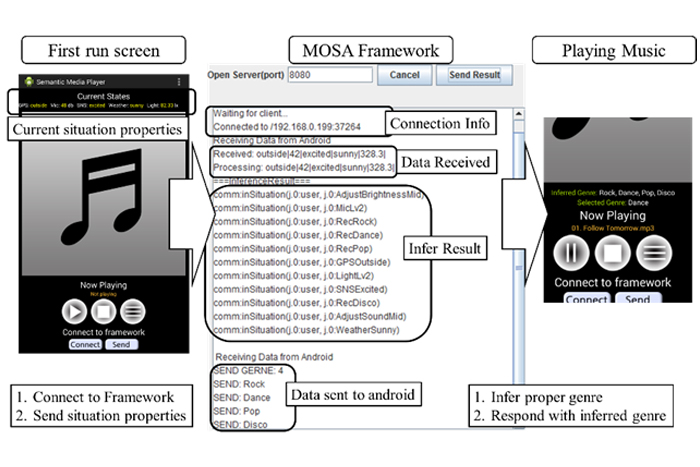 First run screen
MOSA Framework
Playing Music
Semantic Media Player
Current States
GPS: outside Mic: 48 db SNS: excited Weather: sunny Light: 82.33 lx
Current situation properties
Now Playing
Not playing
Connect to framework
Connect Send
1. Connect to Framework
2. Send situation properties
Open Server(port) 8080 Cancel Send Result
Waiting for client...
Connected to /192.168.0.199:37264
Connection Info
Receiving Data from Android
Received: outside|42|excited|sunny|328.3|
Processing: outside|42|excited|sunny|328.3|
Data Received
===InferenceResult===
comm:inSituation(j.0:user, j.0:AdjustBrightnessMid)
comm:inSituation(j.0:user, j.0:MicLv2)
comm:inSituation(j.0:user, j.0:RecRock)
comm:inSituation(j.0:user, j.0:RecDance)
comm:inSituation(j.0:user, j.0:RecPop)
comm:inSituation(j.0:user, j.0:GPSOutside)
comm:inSituation(j.0:user, j.0:LightLv2)
comm:inSituation(j.0:user, j.0:SNSExcited)
comm:inSituation(j.0:user, j.0:RecDisco)
comm:inSituation(j.0:user, j.0:AdjustSoundMid)
comm:inSituation(j.0:user, j.0:WeatherSunny)
Infer Result
Receiving Data from Android
SEND GERNE: 4
SEND: Rock
SEND: Dance
SEND: Pop
SEND: Disco
Data sent to android
Inferred Genre: Rock, Dance, Pop, Disco
Selected Genre: Dance
Now Playing
01. Follow Tomorrow.mp3
Connect to framework
Connect Send
1. Infer proper genre
2. Respond with inferred genre